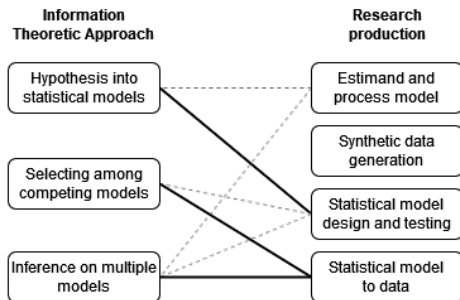 Information
Theoretic Approach
Hypothesis into
statistical models
Selecting among
competing models
Inference on multiple
models
Research
production
Estimand and
process model
Synthetic data
generation
Statistical model
design and testing
Statistical model
to data